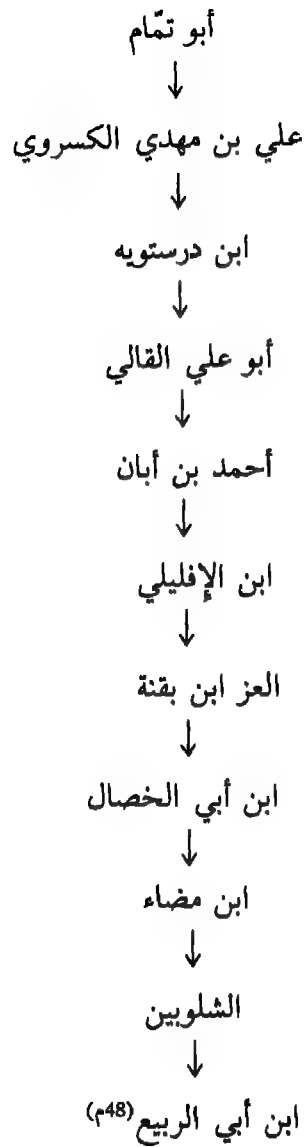 أبو تمّام
↓
علي بن مهدي الكسروي
↓
ابن درستويه
↓
أبو علي القالي
↓
أحمد بن أبان
↓
ابن الإفليلي
↓
العز ابن بقنة
↓
ابن أبي الخصال
↓
ابن مضاء
↓
الشلوبين
↓
ابن أبي الربيع (48م)